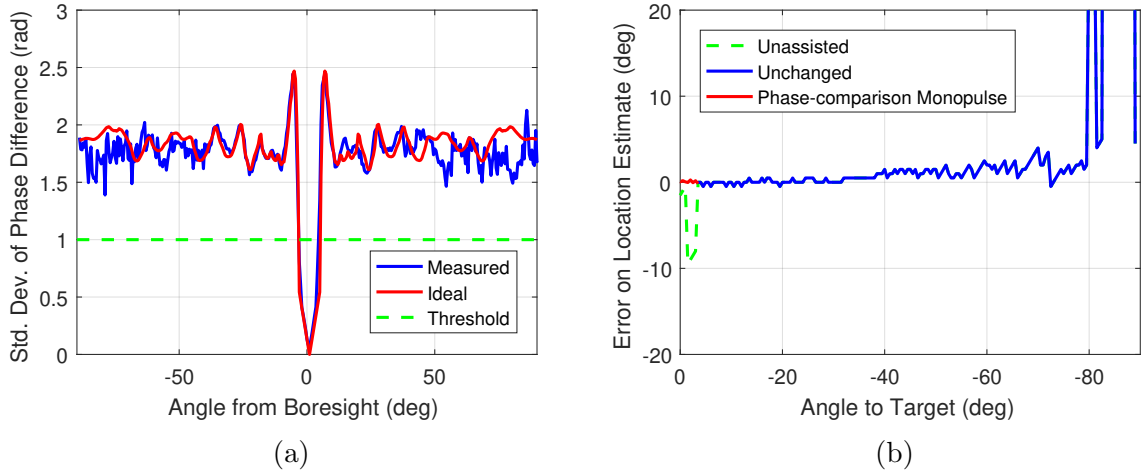 3
2.5
2
1.5
1
0.5
0
Std. Dev. of Phase Difference (rad)
Measured
Ideal
Threshold
-50
0
50
Angle from Boresight (deg)
(a)
20
10
0
-10
-20
Error on Location Estimate (deg)
Unassisted
Unchanged
Phase-comparison Monopulse
0
-20
-40
-60
-80
Angle to Target (deg)
(b)